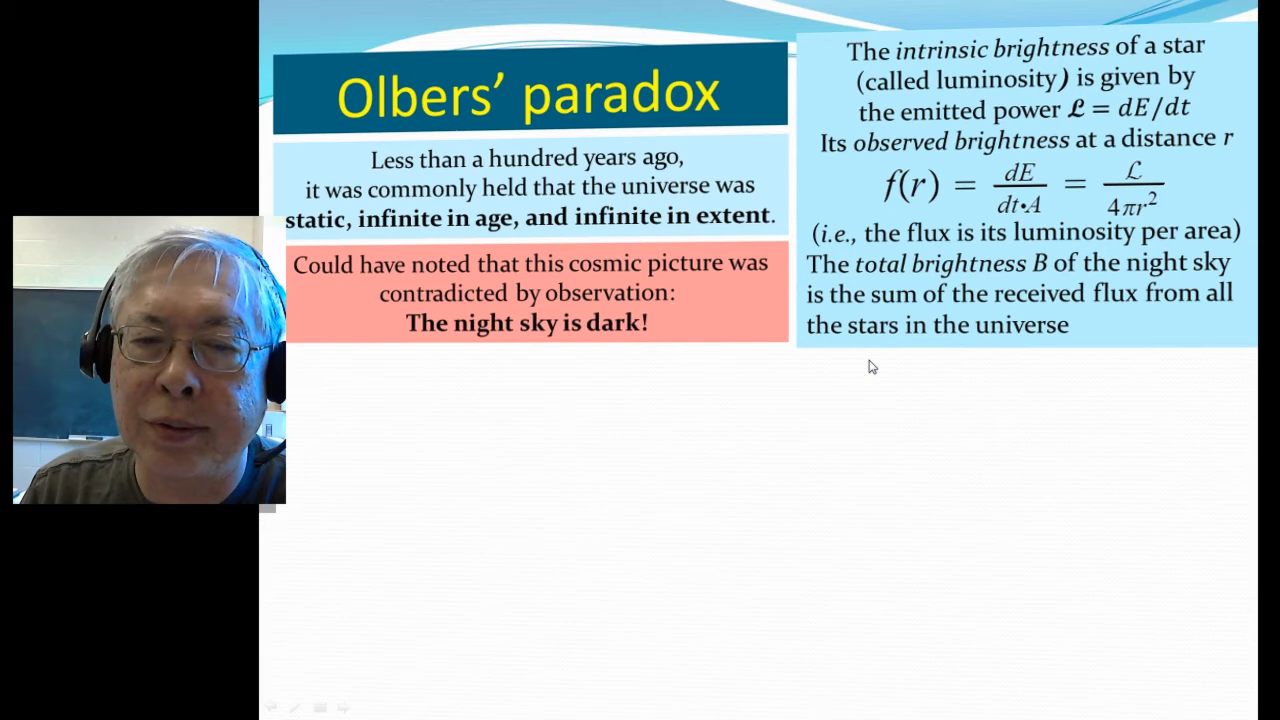 Olbers’ paradox
Less than a hundred years ago,
it was commonly held that the universe was
static, infinite in age, and infinite in extent.
Could have noted that this cosmic picture was
contradicted by observation:
The night sky is dark!
The intrinsic brightness of a star
(called luminosity) is given by
the emitted power ℒ = dE/dt
Its observed brightness at a distance r
f(r) = dE/dt•A = ℒ/4πr²
(i.e., the flux is its luminosity per area)
The total brightness B of the night sky
is the sum of the received flux from all
the stars in the universe